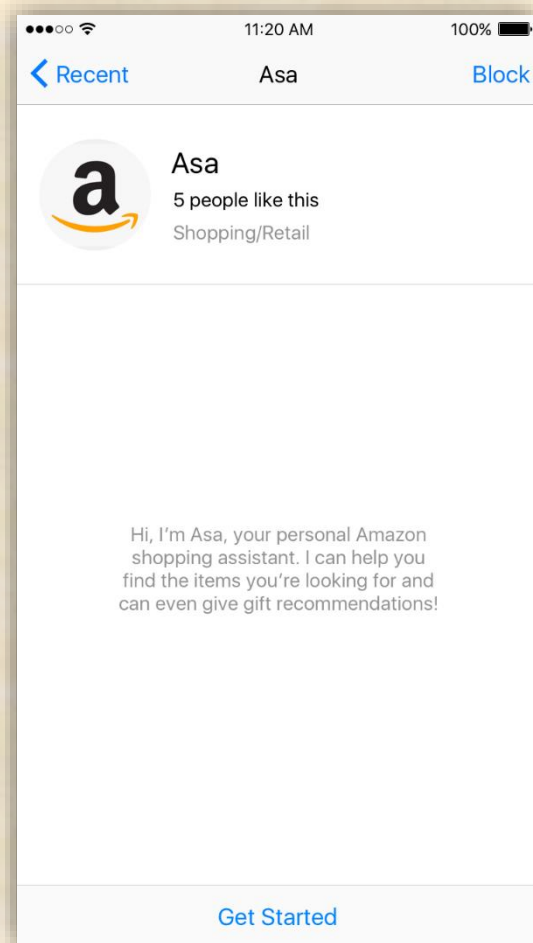 11:20 AM
100%
Recent
Asa
Block
a
Asa
5 people like this
Shopping/Retail
Hi, I'm Asa, your personal Amazon
shopping assistant. I can help you
find the items you're looking for and
can even give gift recommendations!
Get Started